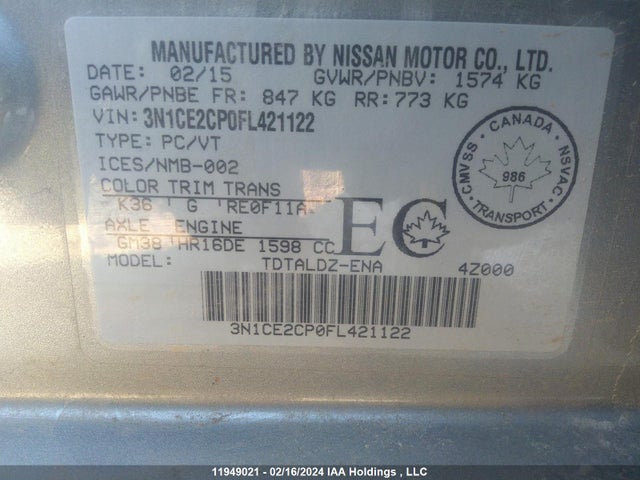 MANUFACTURED BY NISSAN MOTOR CO., LTD.
DATE: 02/15 GVWR/PNBV: 1574 KG
GAWR/PNBE FR: 847 KG RR: 773 KG
VIN: 3N1CE2CP0FL421122
TYPE: PC/VT
ICES/NMB-002
COLOR TRIM TRANS
K36 G RE0F11A
AXLE ENGINE
GM38 HR16DE 1598 CC
MODEL: TDTALDZ-ENA 4Z000
EC
CANADA
CMVSS NSVAC
986
TRANSPORT
3N1CE2CP0FL421122
11949021 - 02/16/2024 IAA Holdings , LLC